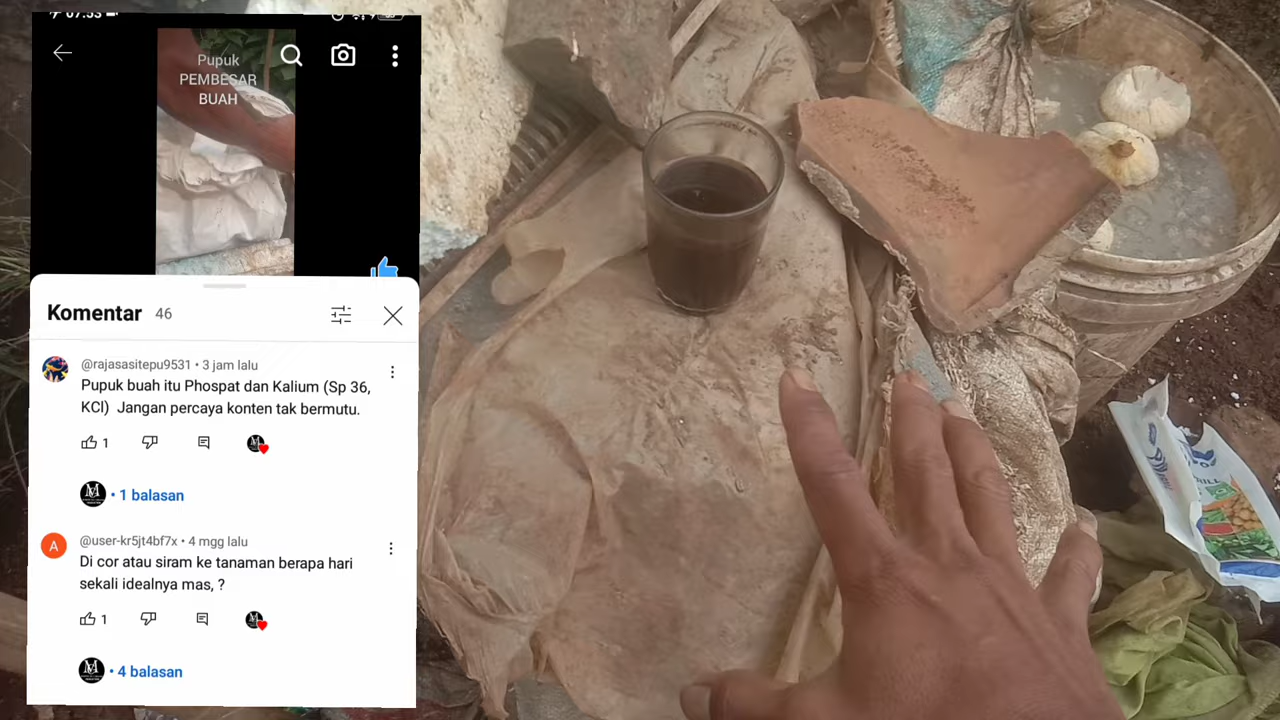 07.53
Pupuk
PEMBESAR
BUAH
Komentar 46
@rajasasitepu9531 • 3 jam lalu
Pupuk buah itu Phospat dan Kalium (Sp 36,
KCl) Jangan percaya konten tak bermutu.
1
• 1 balasan
A
@user-kr5jt4bf7x • 4 mgg lalu
Di cor atau siram ke tanaman berapa hari
sekali idealnya mas, ?
1
• 4 balasan